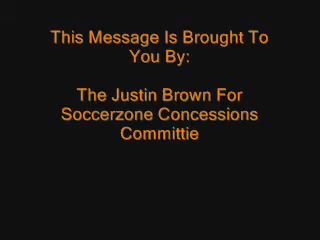 This Message Is Brought To
You By:
The Justin Brown For
Soccerzone Concessions
Committie